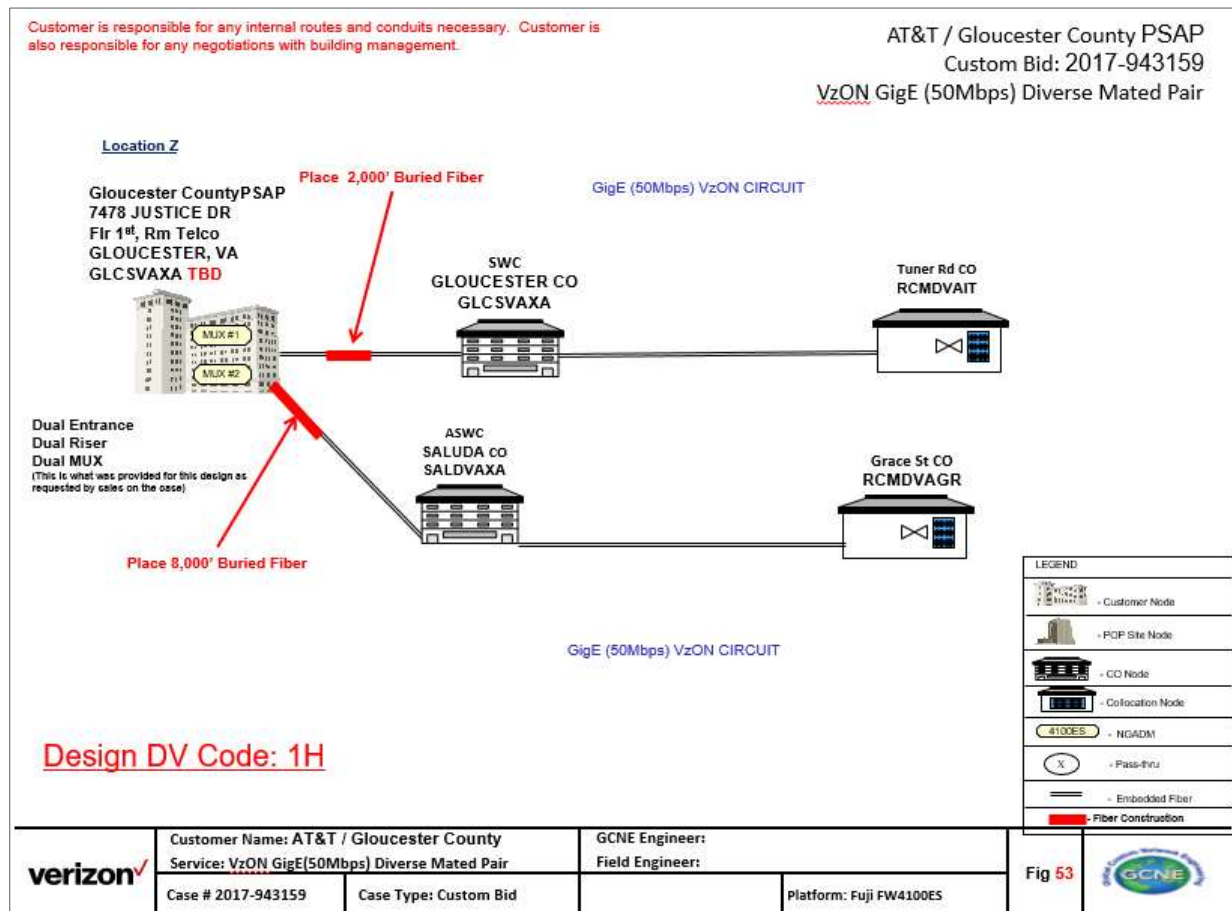 Customer is responsible for any internal routes and conduits necessary. Customer is
also responsible for any negotiations with building management.
AT&T / Gloucester County PSAP
Custom Bid: 2017-943159
VzON GigE (50Mbps) Diverse Mated Pair
Location Z
Gloucester CountyPSAP
7478 JUSTICE DR
Flr 1st, Rm Telco
GLOUCESTER, VA
GLCSVAXA TBD
Place 2,000' Buried Fiber
GigE (50Mbps) VzON CIRCUIT
SWC
GLOUCESTER CO
GLCSVAXA
Tuner Rd CO
RCMDVAIT
MUX #1
MUX #2
Dual Entrance
Dual Riser
Dual MUX
(This is what was provided for this design as
requested by sales on the case)
ASWC
SALUDA CO
SALDVAXA
Grace St CO
RCMDVAGR
Place 8,000' Buried Fiber
GigE (50Mbps) VzON CIRCUIT
LEGEND
- Customer Node
- POP Site Node
- CO Node
- Collocation Node
4100ES - NGADM
X - Pass-thru
- Embedded Fiber
- Fiber Construction
Design DV Code: 1H
verizon
Customer Name: AT&T / Gloucester County
Service: VzON GigE(50Mbps) Diverse Mated Pair
Case # 2017-943159
Case Type: Custom Bid
GCNE Engineer:
Field Engineer:
Platform: Fuji FW4100ES
Fig 53
GCNE